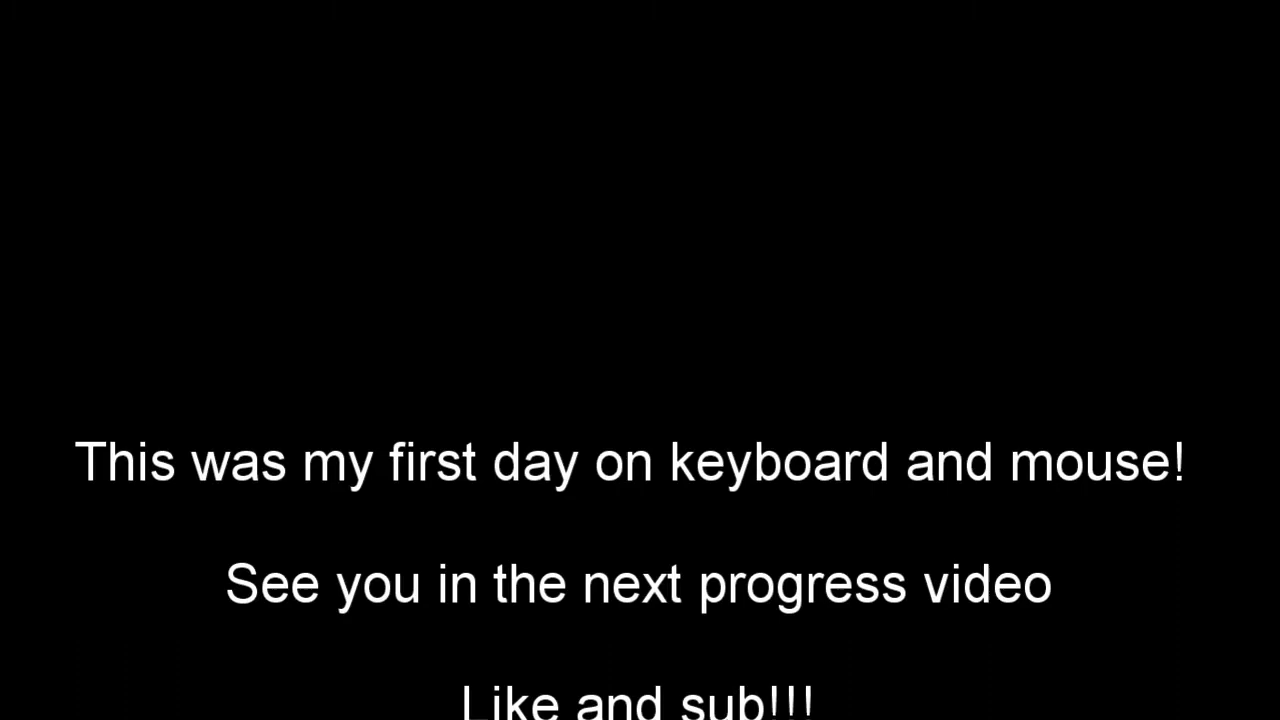 This was my first day on keyboard and mouse!
See you in the next progress video
Like and sub!!!